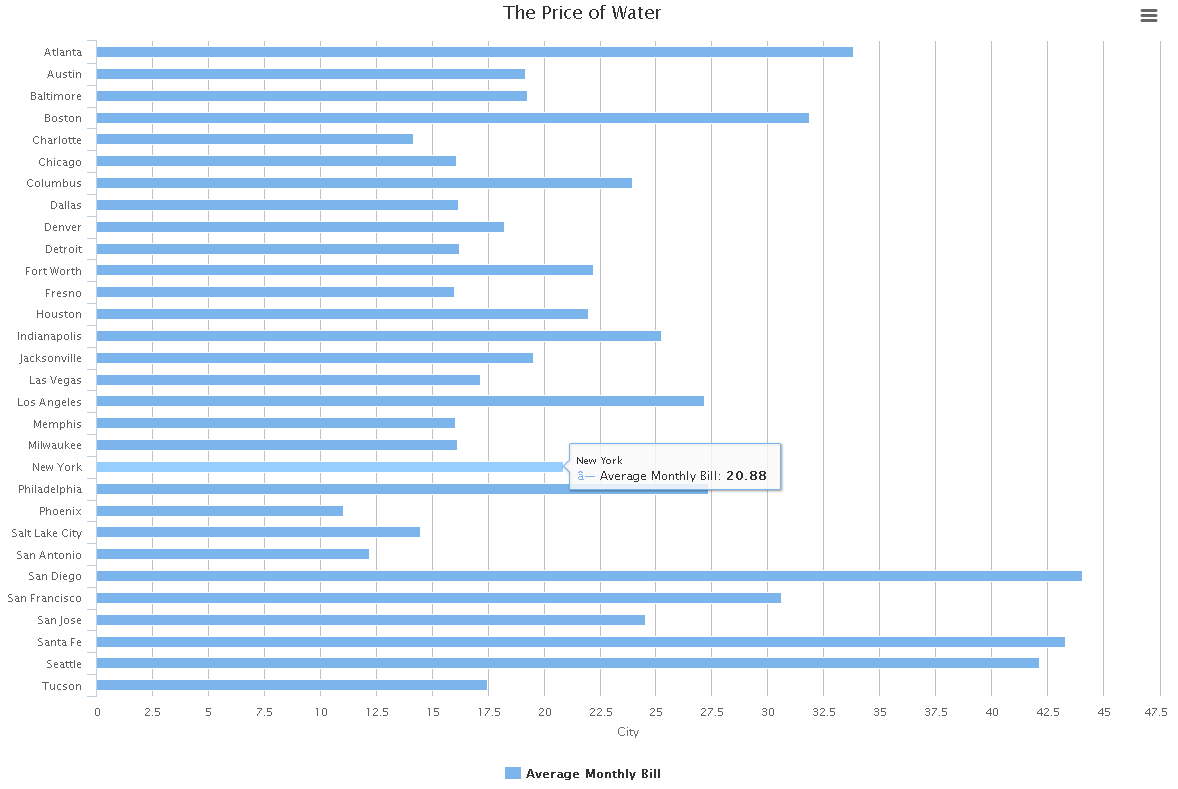 The Price of Water
Atlanta
Austin
Baltimore
Boston
Charlotte
Chicago
Columbus
Dallas
Denver
Detroit
Fort Worth
Fresno
Houston
Indianapolis
Jacksonville
Las Vegas
Los Angeles
Memphis
Milwaukee
New York
New York
â— Average Monthly Bill: 20.88
Philadelphia
Phoenix
Salt Lake City
San Antonio
San Diego
San Francisco
San Jose
Santa Fe
Seattle
Tucson
0 2.5 5 7.5 10 12.5 15 17.5 20 22.5 25 27.5 30 32.5 35 37.5 40 42.5 45 47.5
City
Average Monthly Bill